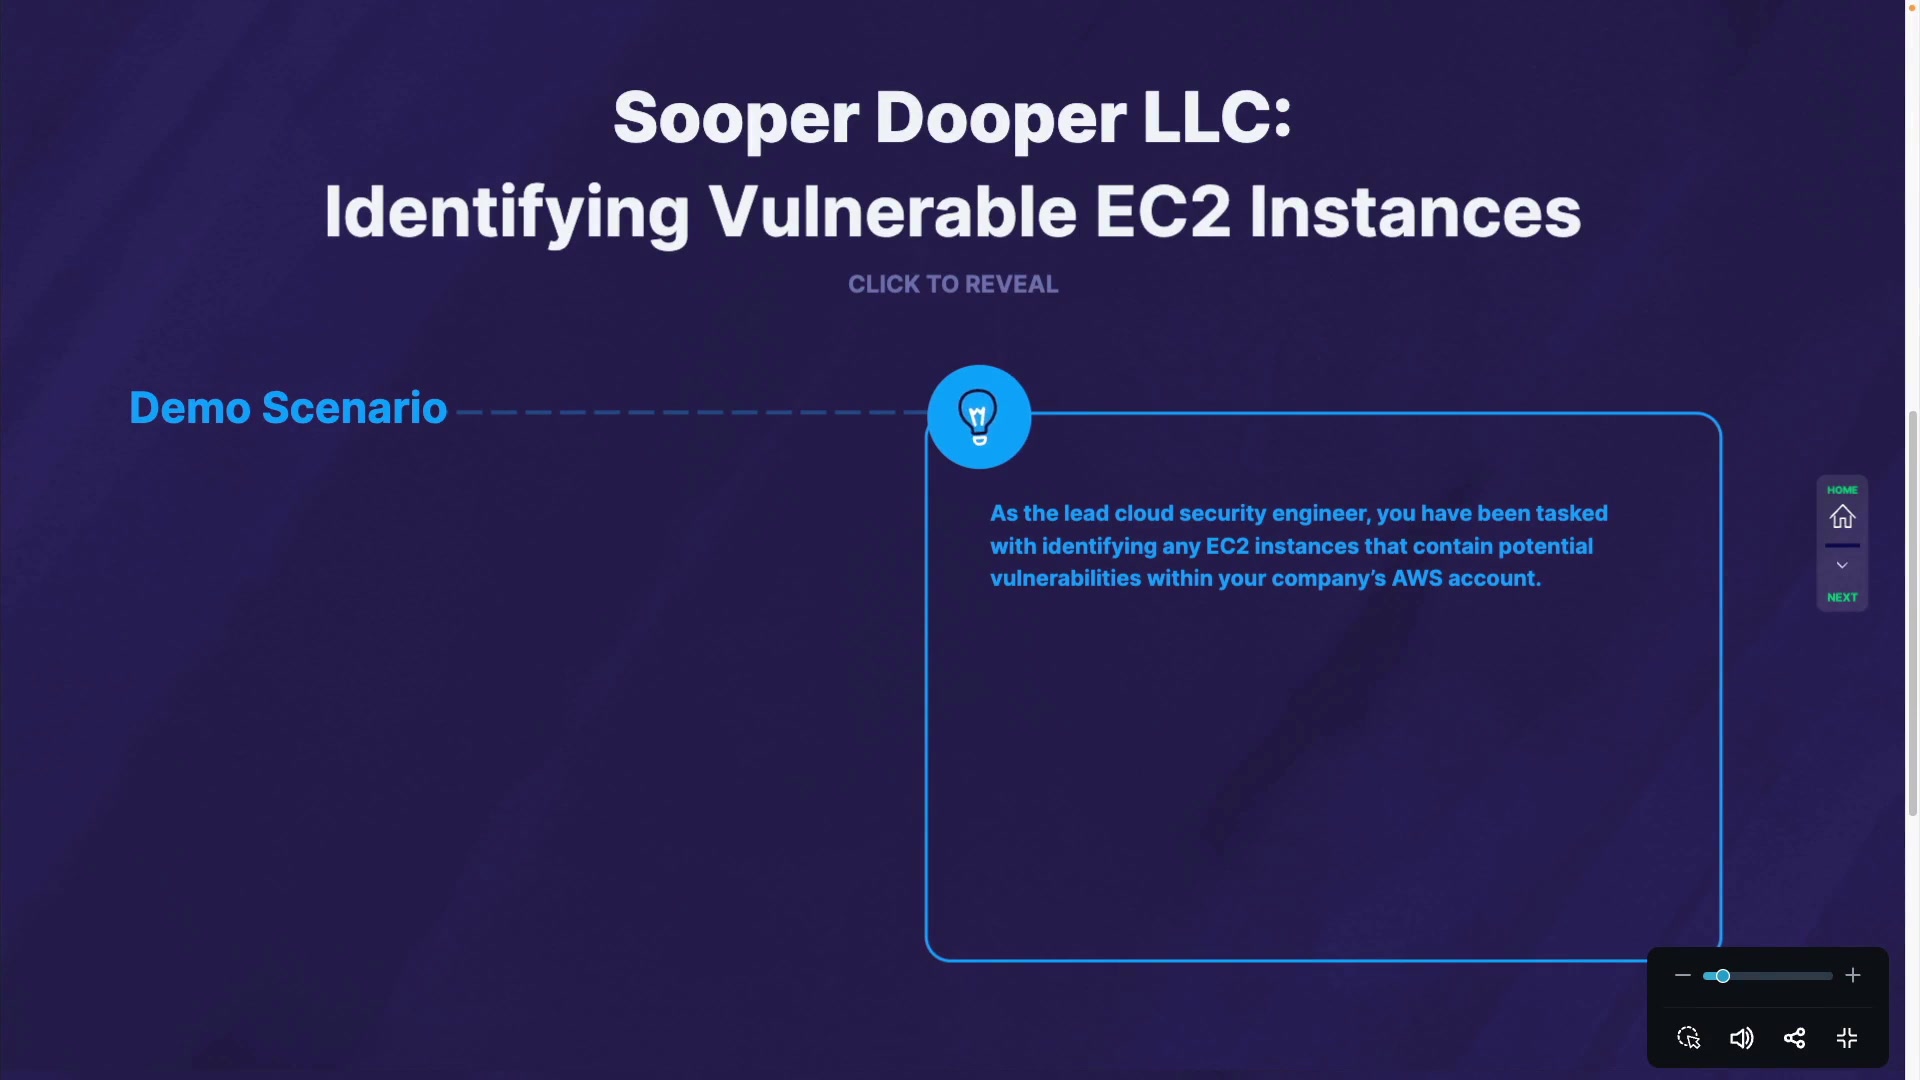 Sooper Dooper LLC:
Identifying Vulnerable EC2 Instances
CLICK TO REVEAL
Demo Scenario
As the lead cloud security engineer, you have been tasked
with identifying any EC2 instances that contain potential
vulnerabilities within your company’s AWS account.
HOME
NEXT